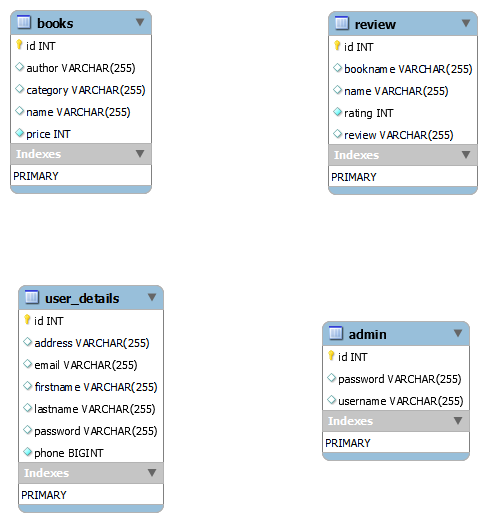 books
id INT
author VARCHAR(255)
category VARCHAR(255)
name VARCHAR(255)
price INT
Indexes
PRIMARY
review
id INT
bookname VARCHAR(255)
name VARCHAR(255)
rating INT
review VARCHAR(255)
Indexes
PRIMARY
user_details
id INT
address VARCHAR(255)
email VARCHAR(255)
firstname VARCHAR(255)
lastname VARCHAR(255)
password VARCHAR(255)
phone BIGINT
Indexes
PRIMARY
admin
id INT
password VARCHAR(255)
username VARCHAR(255)
Indexes
PRIMARY